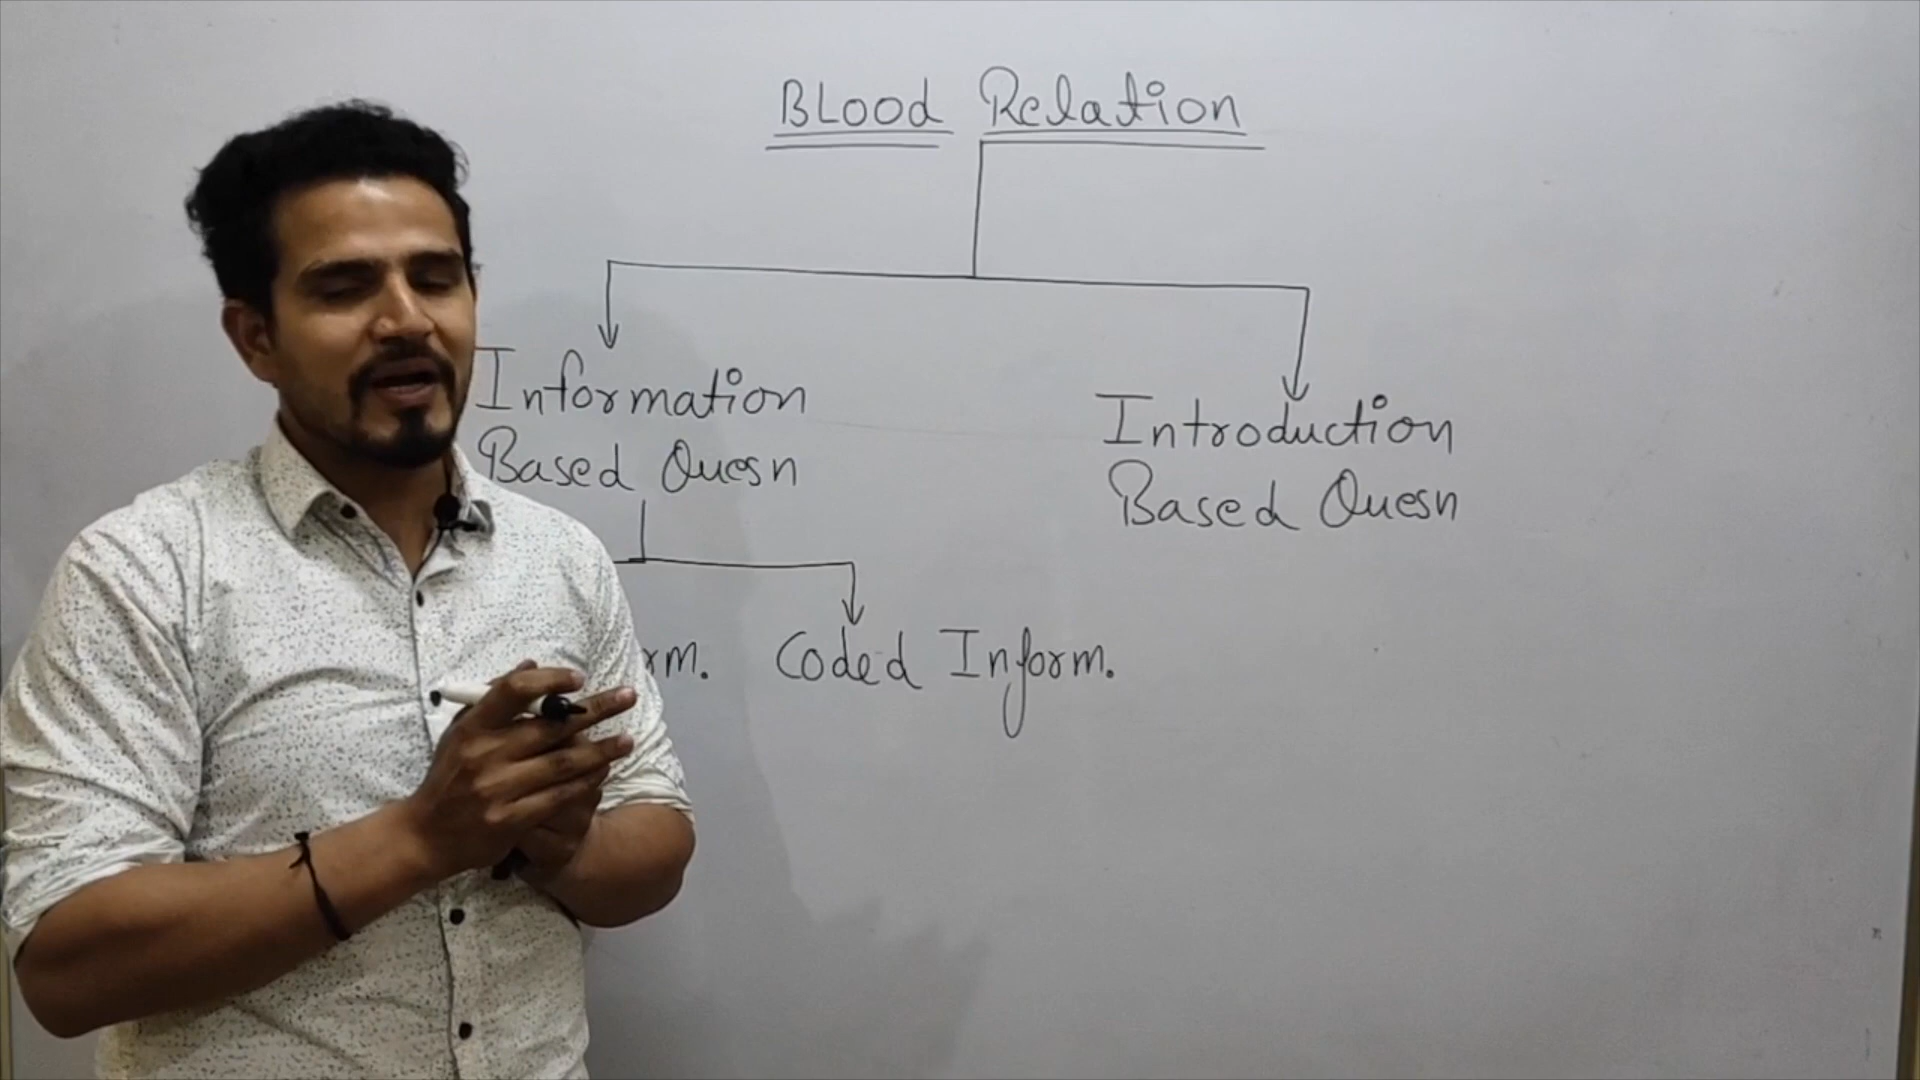 BLood Relation
Information
Based Quesn
Introduction
Based Quesn
rm. Coded Inform.